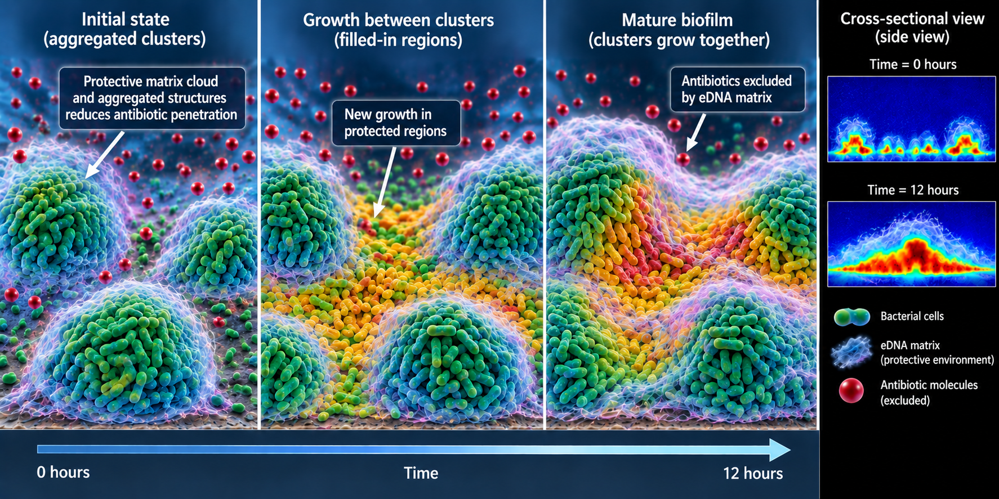 Initial state
(aggregated clusters)
Protective matrix cloud
and aggregated structures
reduces antibiotic penetration
Growth between clusters
(filled-in regions)
New growth in
protected regions
Mature biofilm
(clusters grow together)
Antibiotics excluded
by eDNA matrix
Cross-sectional view
(side view)
Time = 0 hours
Time = 12 hours
Bacterial cells
eDNA matrix
(protective environment)
Antibiotic molecules
(excluded)
0 hours
Time
12 hours